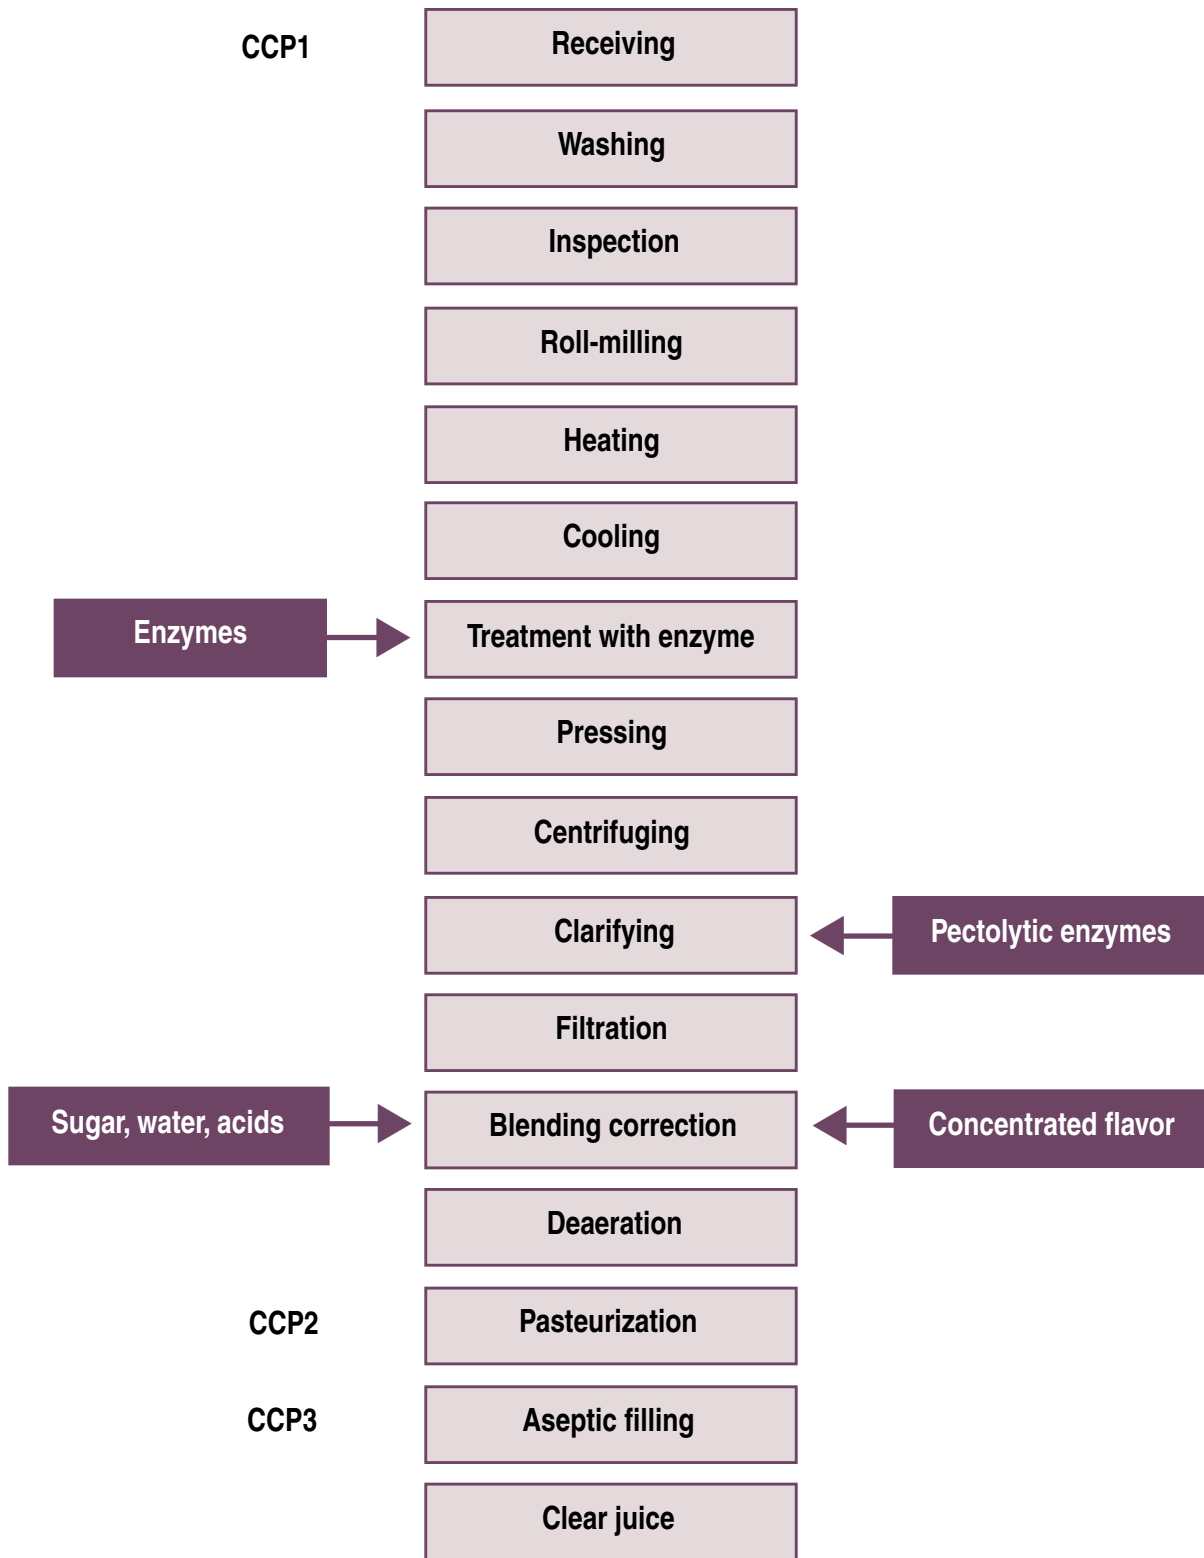 CCP1
Receiving
Washing
Inspection
Roll-milling
Heating
Cooling
Enzymes
Treatment with enzyme
Pressing
Centrifuging
Clarifying
Pectolytic enzymes
Filtration
Sugar, water, acids
Blending correction
Concentrated flavor
Deaeration
CCP2
Pasteurization
CCP3
Aseptic filling
Clear juice